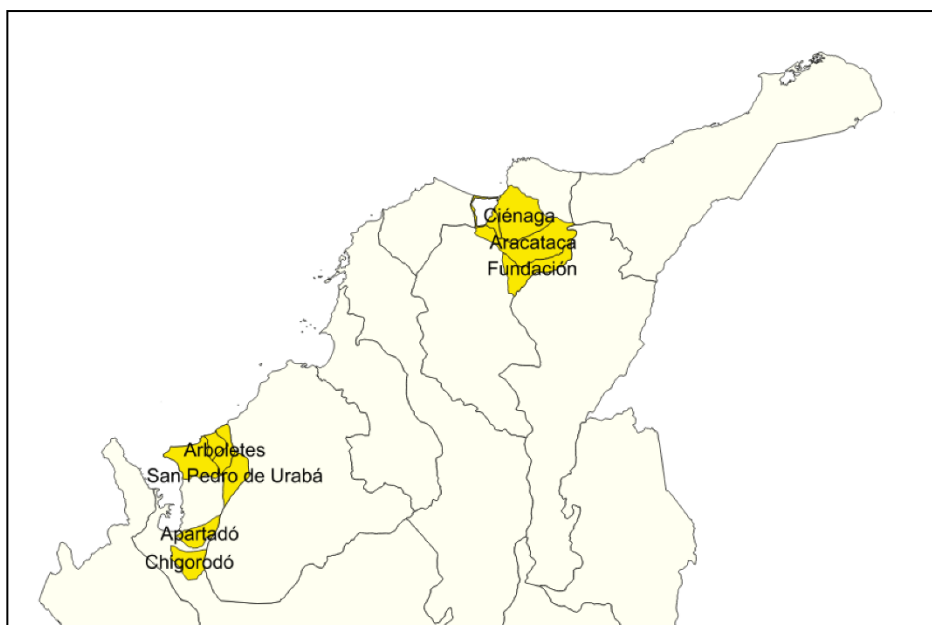 Ciénaga
Aracataca
Fundación
Arboletes
San Pedro de Urabá
Apartadó
Chigorodó